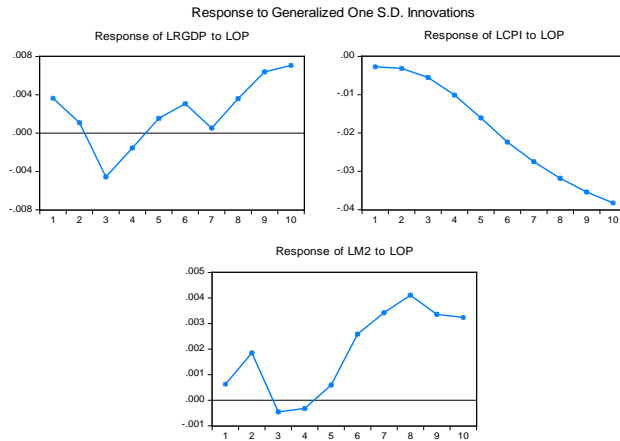 Response to Generalized One S.D. Innovations
Response of LRGDP to LOP
.008
.004
.000
-.004
-.008
1 2 3 4 5 6 7 8 9 10
Response of LCPI to LOP
.00
-.01
-.02
-.03
-.04
1 2 3 4 5 6 7 8 9 10
Response of LM2 to LOP
.005
.004
.003
.002
.001
.000
-.001
1 2 3 4 5 6 7 8 9 10